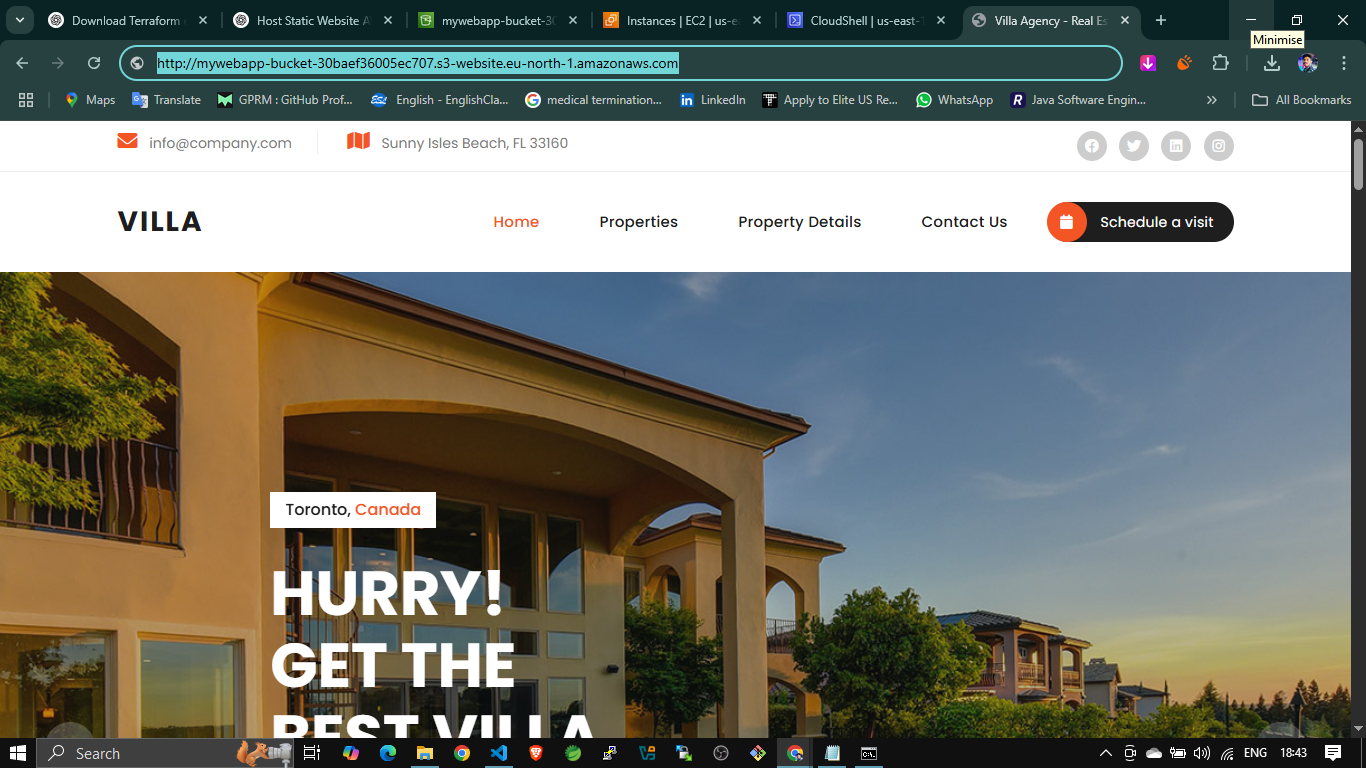 Download Terraform
Host Static Website A
mywebapp-bucket-30
Instances | EC2 | us-ea
CloudShell | us-east-1
Villa Agency - Real Es
Minimise
http://mywebapp-bucket-30baef36005ec707.s3-website.eu-north-1.amazonaws.com
Maps
Translate
GPRM : GitHub Prof...
English - EnglishCla...
medical termination...
LinkedIn
Apply to Elite US Re...
WhatsApp
Java Software Engin...
All Bookmarks
info@company.com
Sunny Isles Beach, FL 33160
VILLA
Home
Properties
Property Details
Contact Us
Schedule a visit
Toronto, Canada
HURRY!
GET THE
BEST VILLA
Search
ENG
18:43